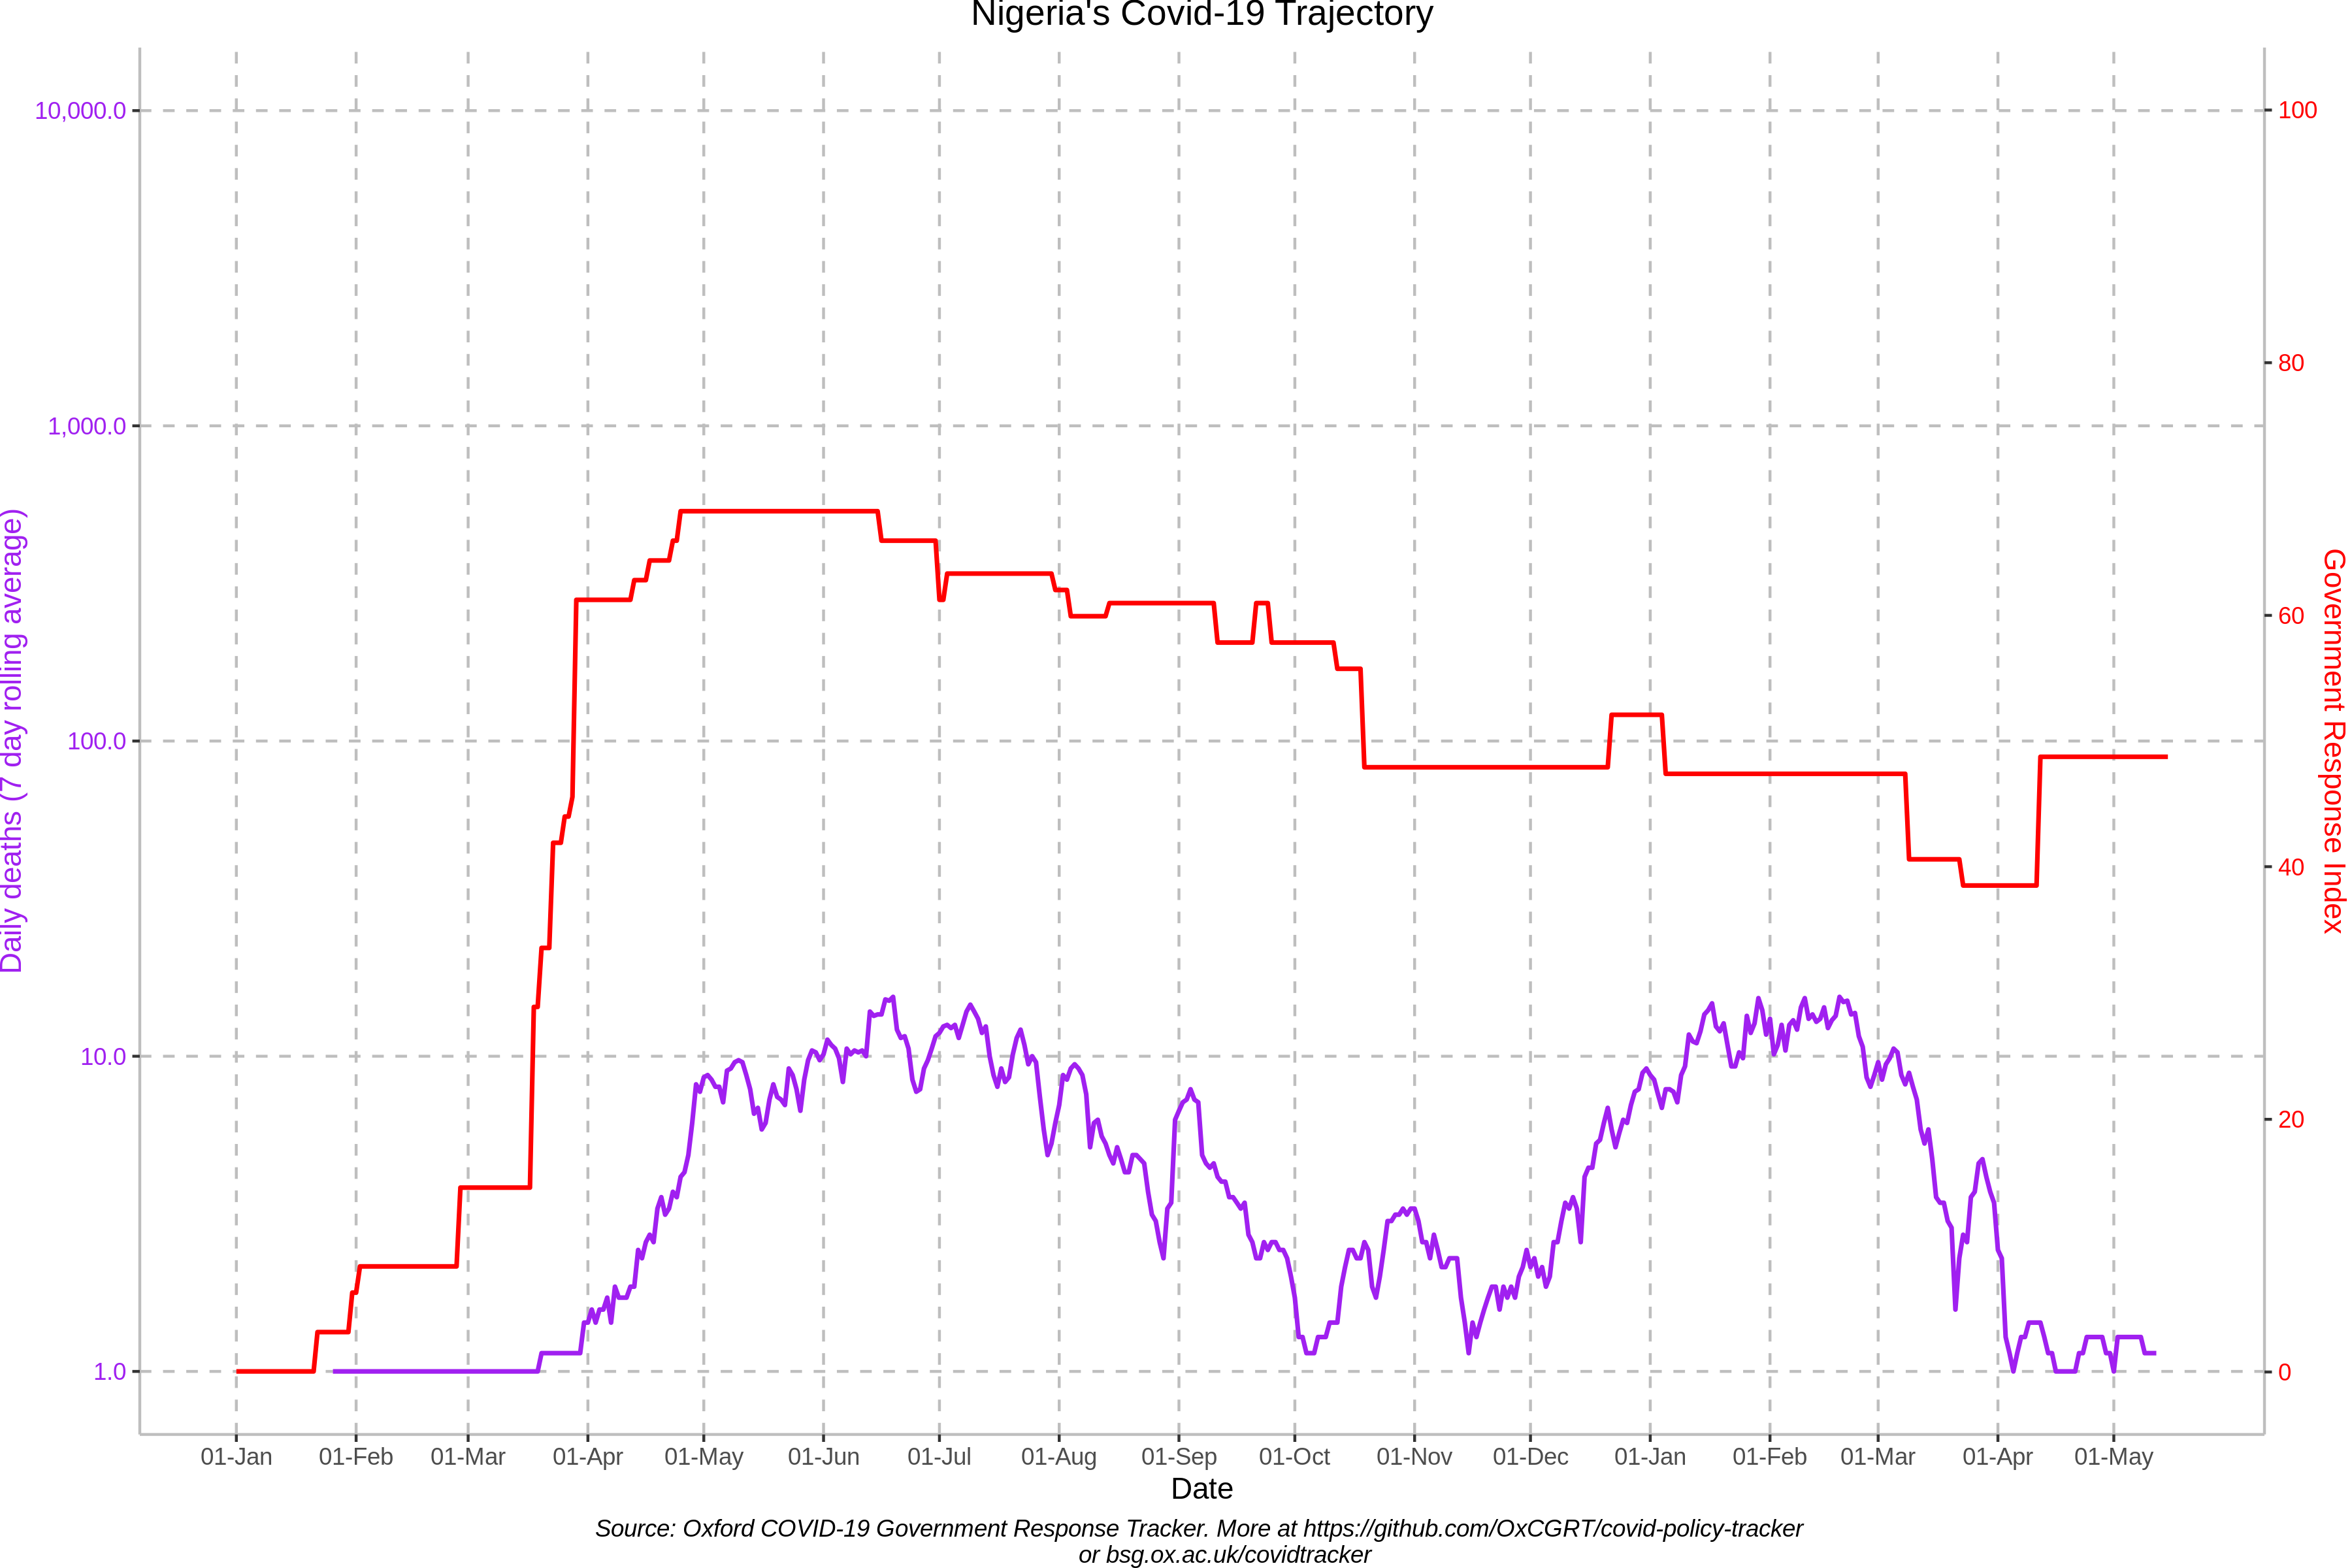 Nigeria's Covid-19 Trajectory
10,000.0
1,000.0
100.0
10.0
1.0
Daily deaths (7 day rolling average)
100
80
60
40
20
0
Government Response Index
01-Jan 01-Feb 01-Mar 01-Apr 01-May 01-Jun 01-Jul 01-Aug 01-Sep 01-Oct 01-Nov 01-Dec 01-Jan 01-Feb 01-Mar 01-Apr 01-May
Date
Source: Oxford COVID-19 Government Response Tracker. More at https://github.com/OxCGRT/covid-policy-tracker
or bsg.ox.ac.uk/covidtracker